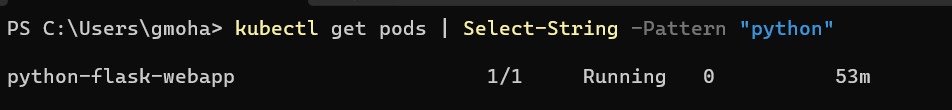 PS C:\Users\gmoha> kubectl get pods | Select-String -Pattern "python"
python-flask-webapp 1/1 Running 0 53m